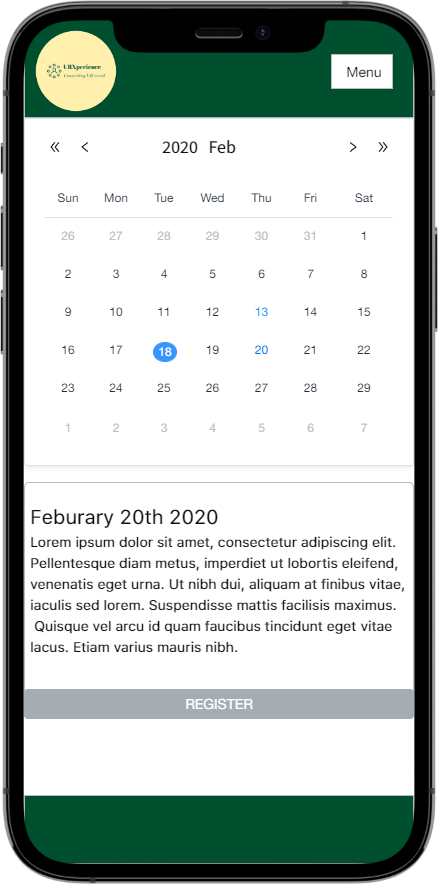 UBXperience
Connecting UB world
Menu
2020 Feb
Sun Mon Tue Wed Thu Fri Sat
26 27 28 29 30 31 1
2 3 4 5 6 7 8
9 10 11 12 13 14 15
16 17 18 19 20 21 22
23 24 25 26 27 28 29
1 2 3 4 5 6 7
Feburary 20th 2020
Lorem ipsum dolor sit amet, consectetur adipiscing elit.
Pellentesque diam metus, imperdiet ut lobortis eleifend,
venenatis eget urna. Ut nibh dui, aliquam at finibus vitae,
iaculis sed lorem. Suspendisse mattis facilisis maximus.
Quisque vel arcu id quam faucibus tincidunt eget vitae
lacus. Etiam varius mauris nibh.
REGISTER